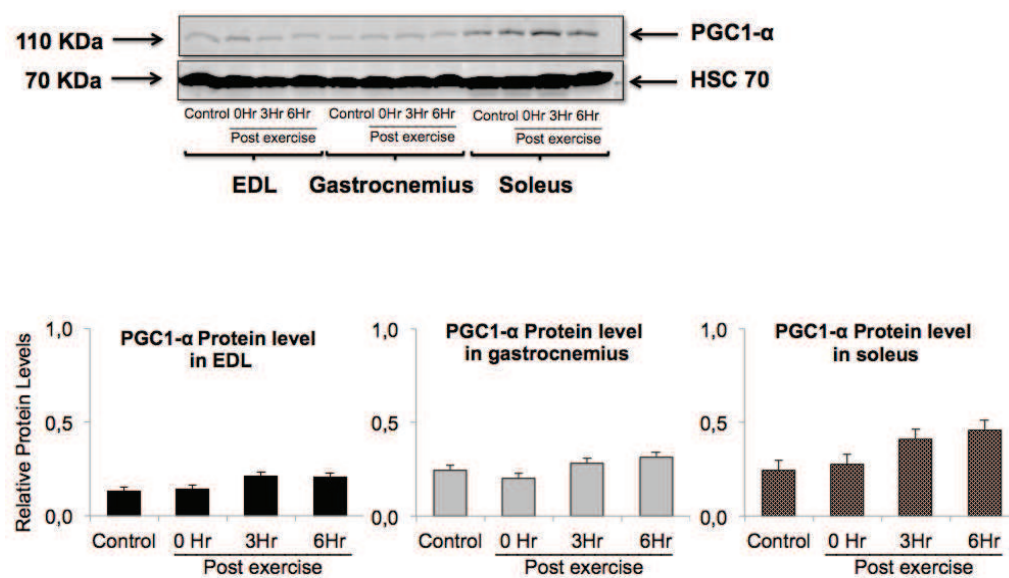 110 KDa PGC1-α
70 KDa HSC 70
Control 0Hr 3Hr 6Hr Control 0Hr 3Hr 6Hr Control 0Hr 3Hr 6Hr
Post exercise Post exercise Post exercise
EDL Gastrocnemius Soleus
Relative Protein Levels
1,0
0,5
0,0
PGC1-α Protein level
in EDL
Control 0 Hr 3Hr 6Hr
Post exercise
1,0
0,5
0,0
PGC1-α Protein level
in gastrocnemius
Control 0 Hr 3Hr 6Hr
Post exercise
1,0
0,5
0,0
PGC1-α Protein level
in soleus
Control 0 Hr 3Hr 6Hr
Post exercise